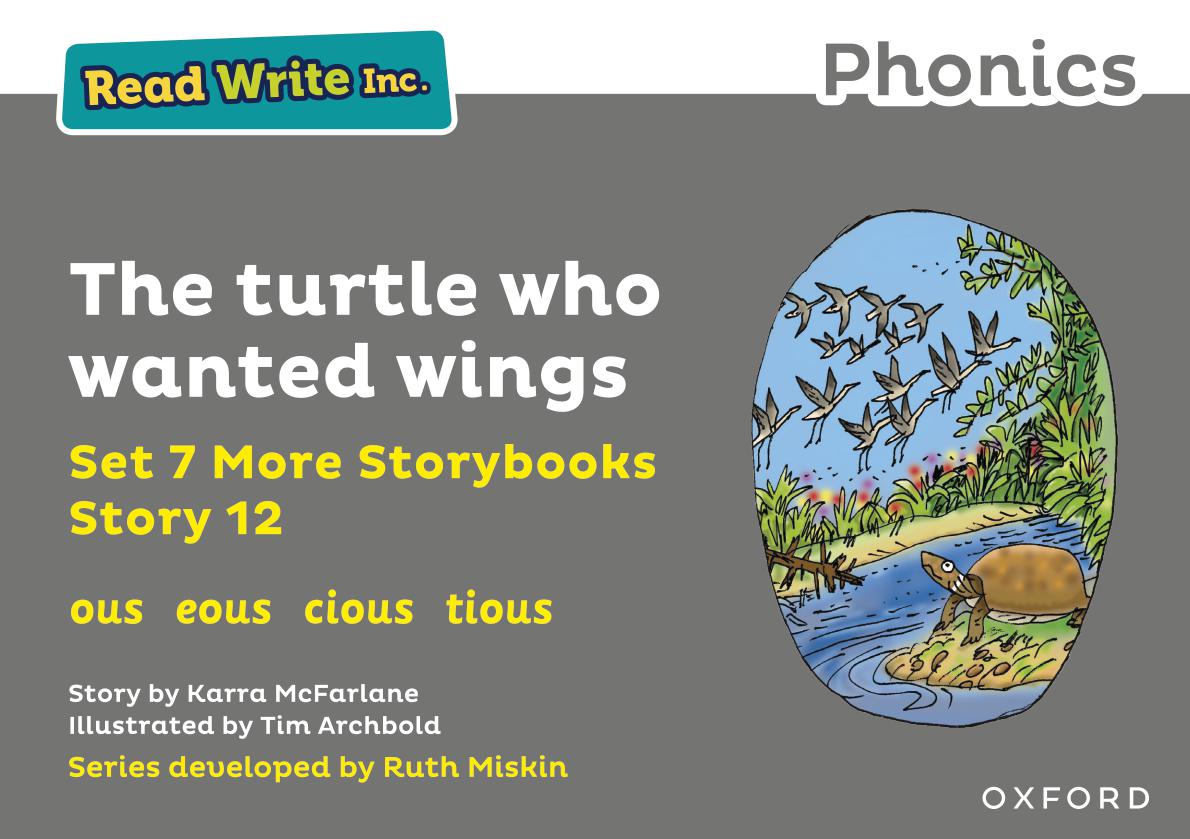 Read Write Inc.
Phonics
The turtle who
wanted wings
Set 7 More Storybooks
Story 12
ous eous cious tious
Story by Karra McFarlane
Illustrated by Tim Archbold
Series developed by Ruth Miskin
OXFORD